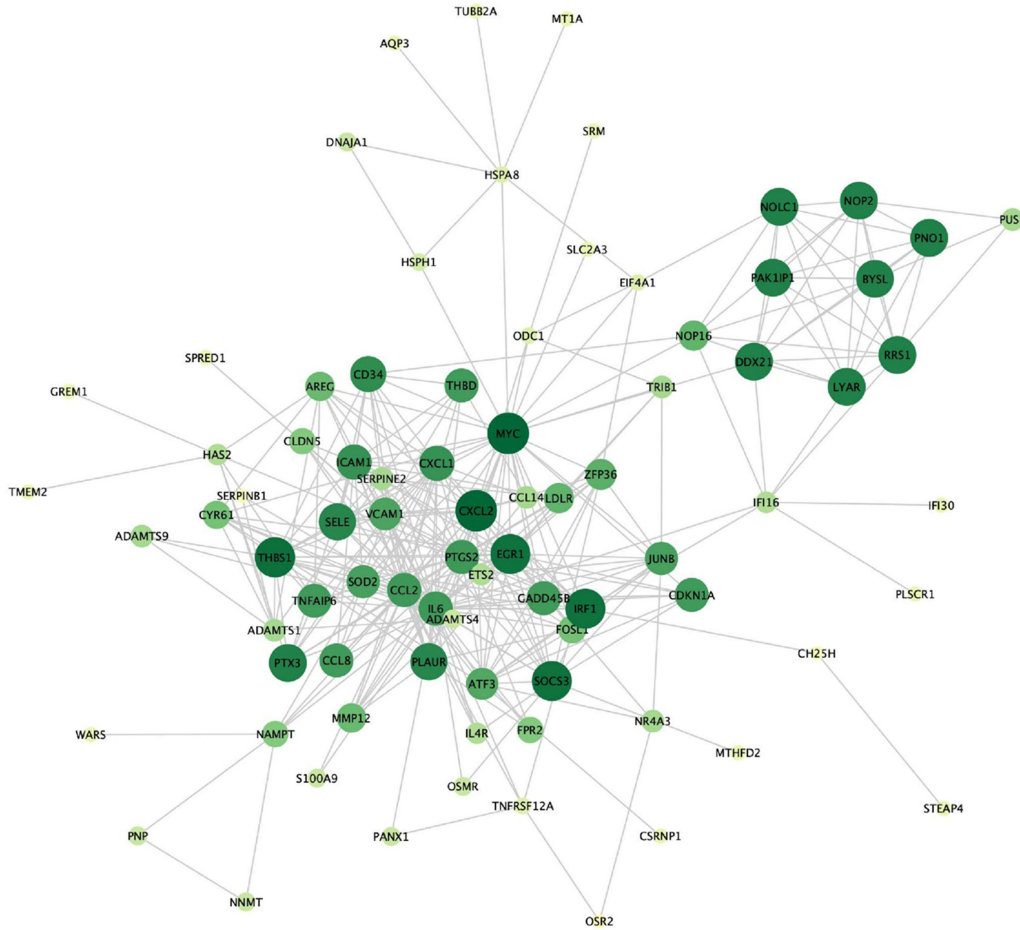 TUBB2A
MT1A
AQP3
SRM
DNAJA1
HSPA8
NOLC1
NOP2
PUS
PNO1
SLC2A3
HSPH1
EIF4A1
PAK1IP1
BYSL
ODC1
NOP16
SPRED1
DDX21
RRS1
CD34
THBD
TRIB1
LYAR
GREM1
AREG
MYC
CLDN5
HAS2
ICAM1
CXCL1
SERPINE2
ZFP36
TMEM2
SERPINB1
CCL14
LDLR
IFI16
IFI30
CYR61
SELE
VCAM1
CXCL2
ADAMTS9
THBS1
PTGS2
EGR1
JUNB
ETS2
SOD2
CCL2
PLSCR1
TNFAIP6
IL6
GADD45B
IRF1
CDKN1A
ADAMTS4
ADAMTS1
FOSL1
PTX3
CCL8
PLAUR
CH25H
ATF3
SOCS3
MMP12
NR4A3
WARS
NAMPT
IL4R
FPR2
MTHFD2
S100A9
OSMR
TNFRSF12A
STEAP4
PNP
PANX1
CSRNP1
NNMT
OSR2